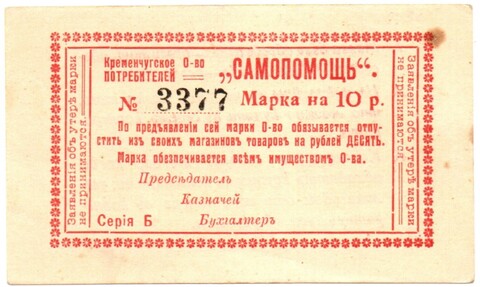 Кременчугское О-во
ПОТРЕБИТЕЛЕЙ
„САМОПОМОЩЬ“.
№ 3377 Марка на 10 р.
По предъявленіи сей марки О-во обязывается отпу-
стить изъ своихъ магазиновъ товаровъ на рублей ДЕСЯТЬ.
Марка обезпечивается всѣмъ имуществомъ О-ва.
Предсѣдатель
Казначей
Серія Б Бухгалтеръ
Заявленія объ утерѣ марки
не принимаются.
Заявленія объ утерѣ марки
не принимаются